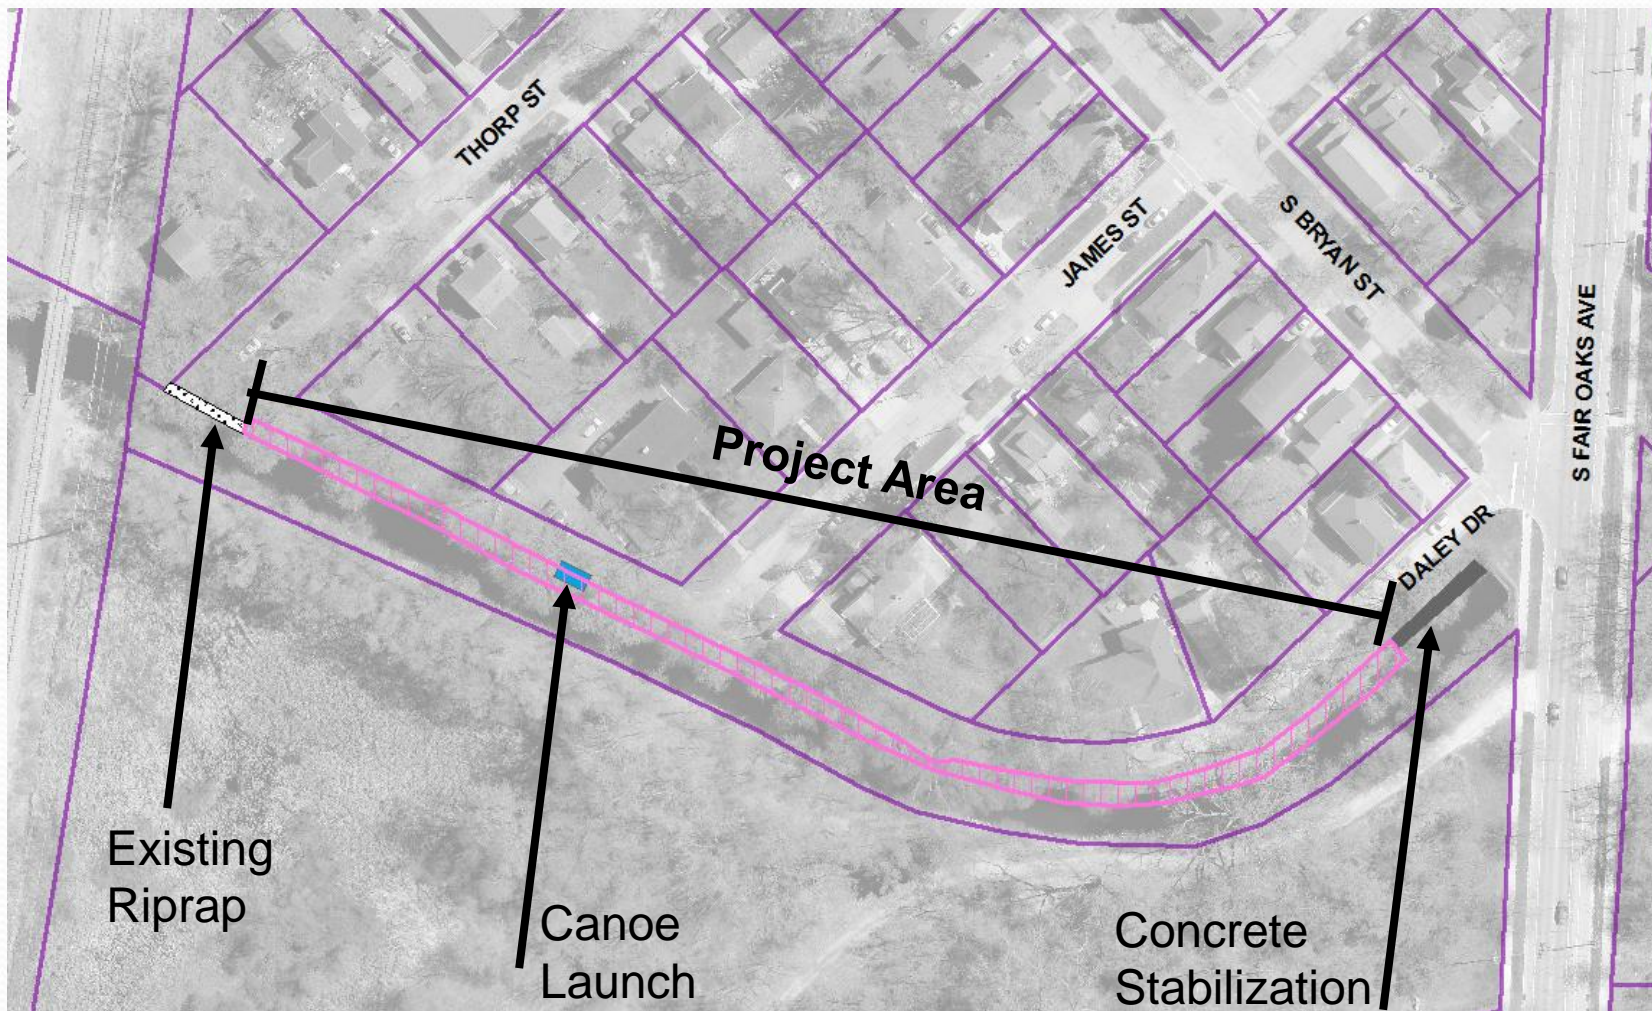 THORP ST
JAMES ST
S BRYAN ST
S FAIR OAKS AVE
Project Area
DALEY DR
Existing
Riprap
Canoe
Launch
Concrete
Stabilization